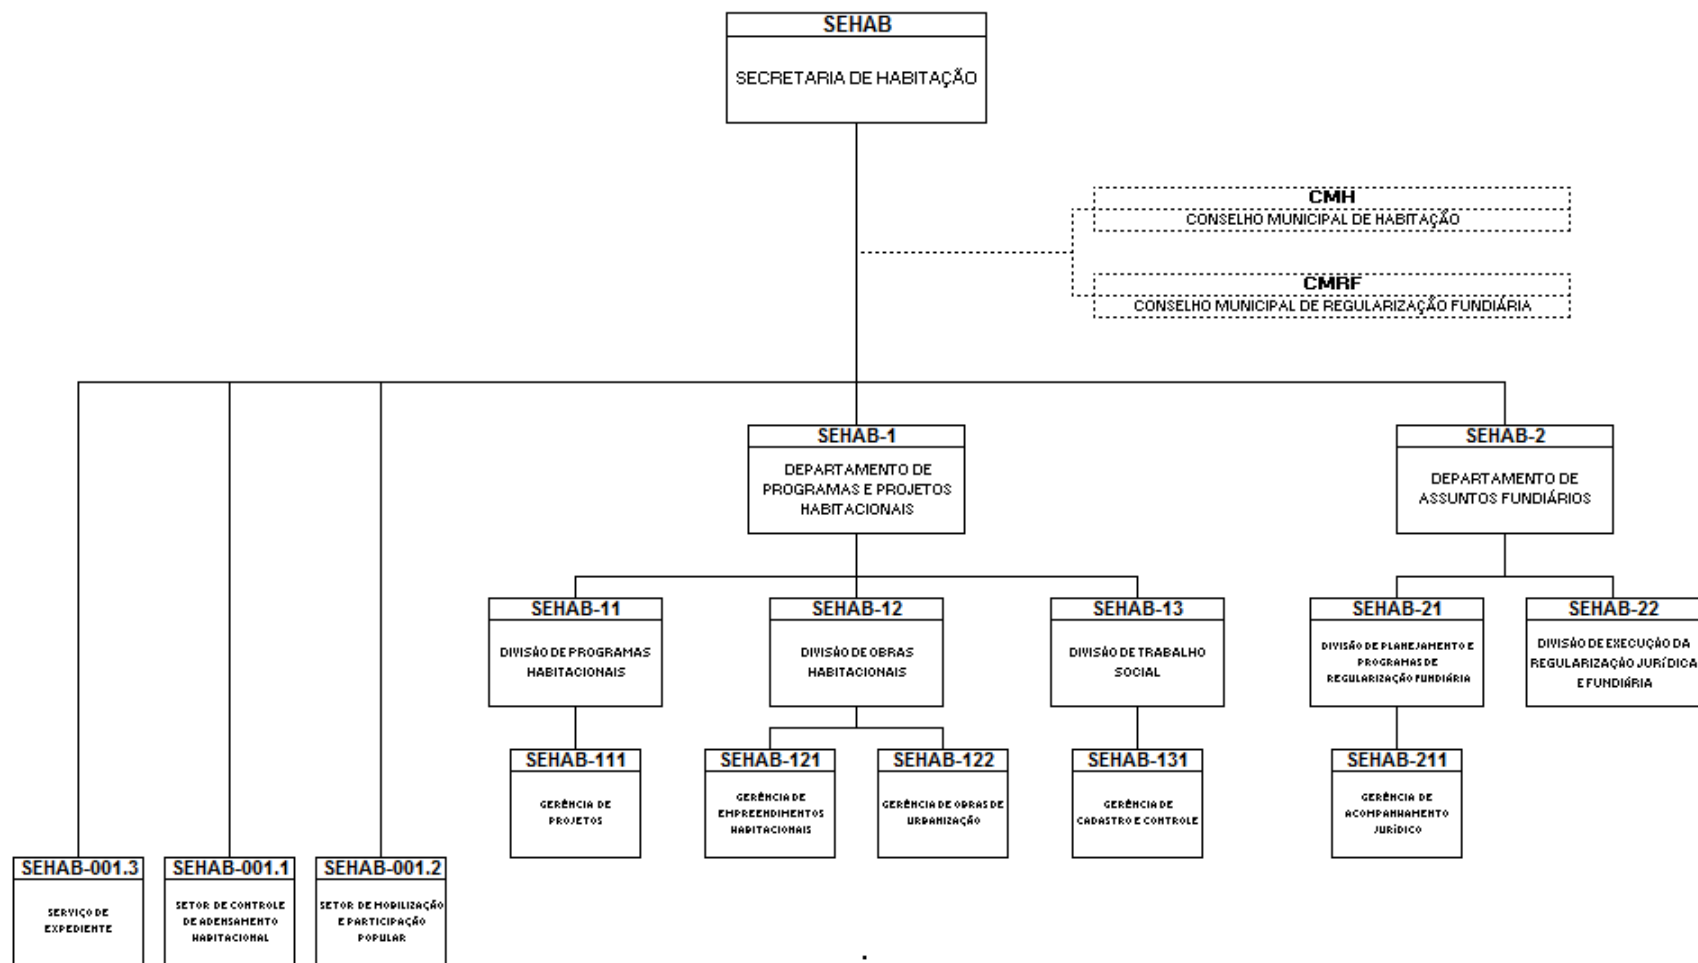 SEHAB
SECRETARIA DE HABITAÇÃO
CMH
CONSELHO MUNICIPAL DE HABITAÇÃO
CMRF
CONSELHO MUNICIPAL DE REGULARIZAÇÃO FUNDIÁRIA
SEHAB-1
DEPARTAMENTO DE
PROGRAMAS E PROJETOS
HABITACIONAIS
SEHAB-2
DEPARTAMENTO DE
ASSUNTOS FUNDIÁRIOS
SEHAB-11
DIVISÃO DE PROGRAMAS
HABITACIONAIS
SEHAB-12
DIVISÃO DE OBRAS
HABITACIONAIS
SEHAB-13
DIVISÃO DE TRABALHO
SOCIAL
SEHAB-21
DIVISÃO DE PLANEJAMENTO E
PROGRAMAS DE
REGULARIZAÇÃO FUNDIÁRIA
SEHAB-22
DIVISÃO DE EXECUÇÃO DA
REGULARIZAÇÃO JURÍDICA
E FUNDIÁRIA
SEHAB-111
GERÊNCIA DE
PROJETOS
SEHAB-121
GERÊNCIA DE
EMPREENDIMENTOS
HABITACIONAIS
SEHAB-122
GERÊNCIA DE OBRAS DE
URBANIZAÇÃO
SEHAB-131
GERÊNCIA DE
CADASTRO E CONTROLE
SEHAB-211
GERÊNCIA DE
ACOMPANHAMENTO
JURÍDICO
SEHAB-001.3
SERVIÇO DE
EXPEDIENTE
SEHAB-001.1
SETOR DE CONTROLE
DE ADENSAMENTO
HABITACIONAL
SEHAB-001.2
SETOR DE MOBILIZAÇÃO
E PARTICIPAÇÃO
POPULAR